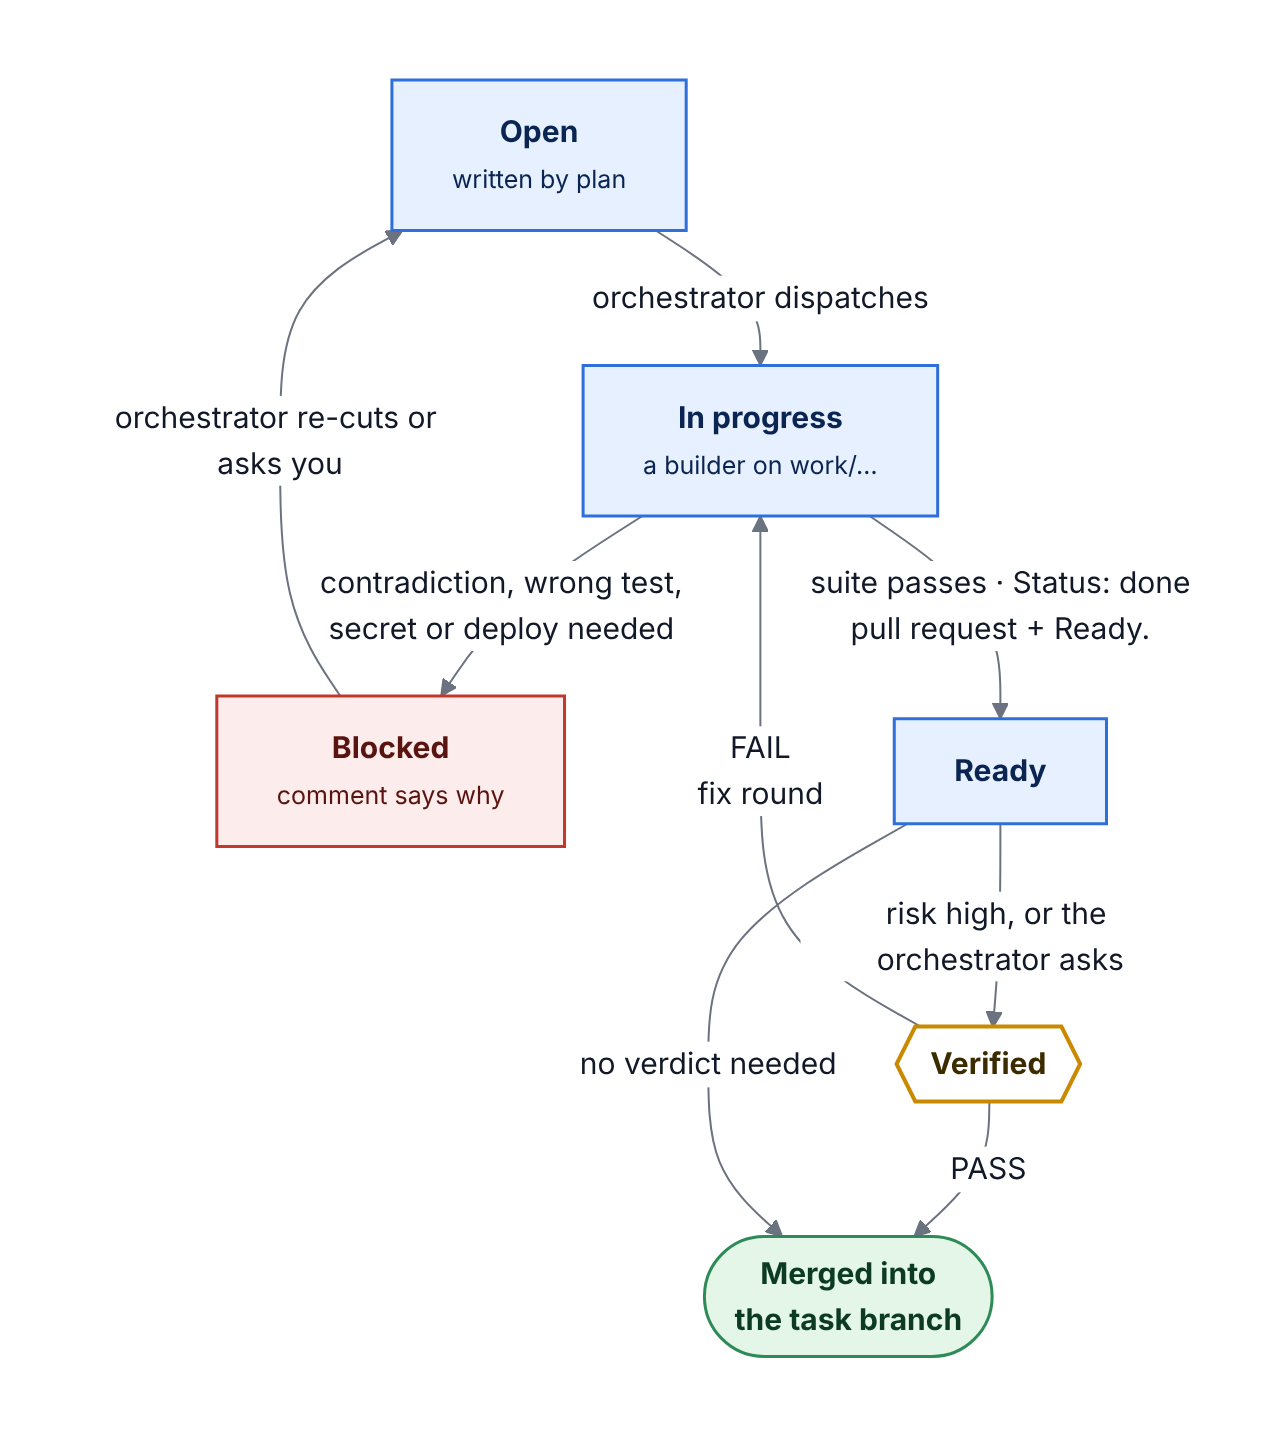 Open
written by plan
orchestrator dispatches
orchestrator re-cuts or
asks you
In progress
a builder on work/...
contradiction, wrong test,
secret or deploy needed
suite passes · Status: done
pull request + Ready.
Blocked
comment says why
FAIL
fix round
Ready
risk high, or the
orchestrator asks
no verdict needed
Verified
PASS
Merged into
the task branch